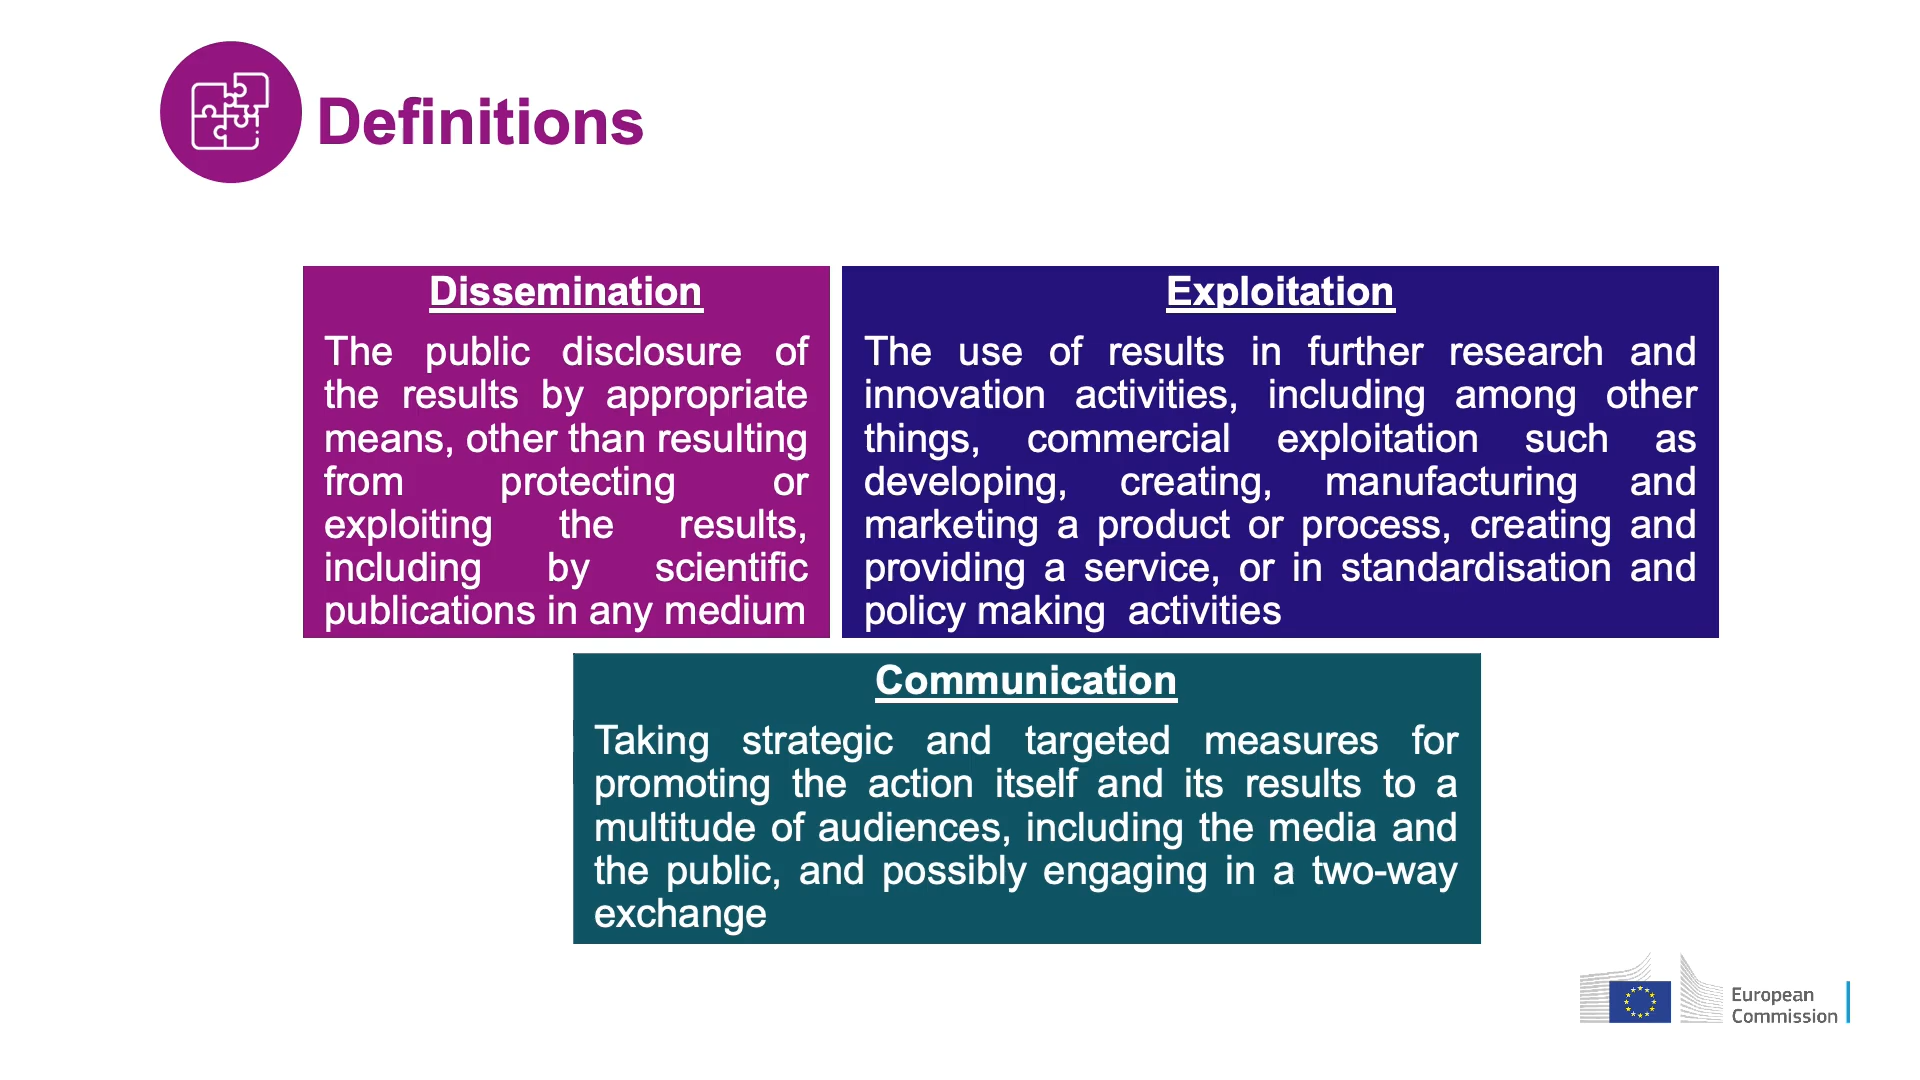 Definitions
Dissemination
The public disclosure of
the results by appropriate
means, other than resulting
from protecting or
exploiting the results,
including by scientific
publications in any medium
Exploitation
The use of results in further research and
innovation activities, including among other
things, commercial exploitation such as
developing, creating, manufacturing and
marketing a product or process, creating and
providing a service, or in standardisation and
policy making  activities
Communication
Taking strategic and targeted measures for
promoting the action itself and its results to a
multitude of audiences, including the media and
the public, and possibly engaging in a two-way
exchange
European
Commission